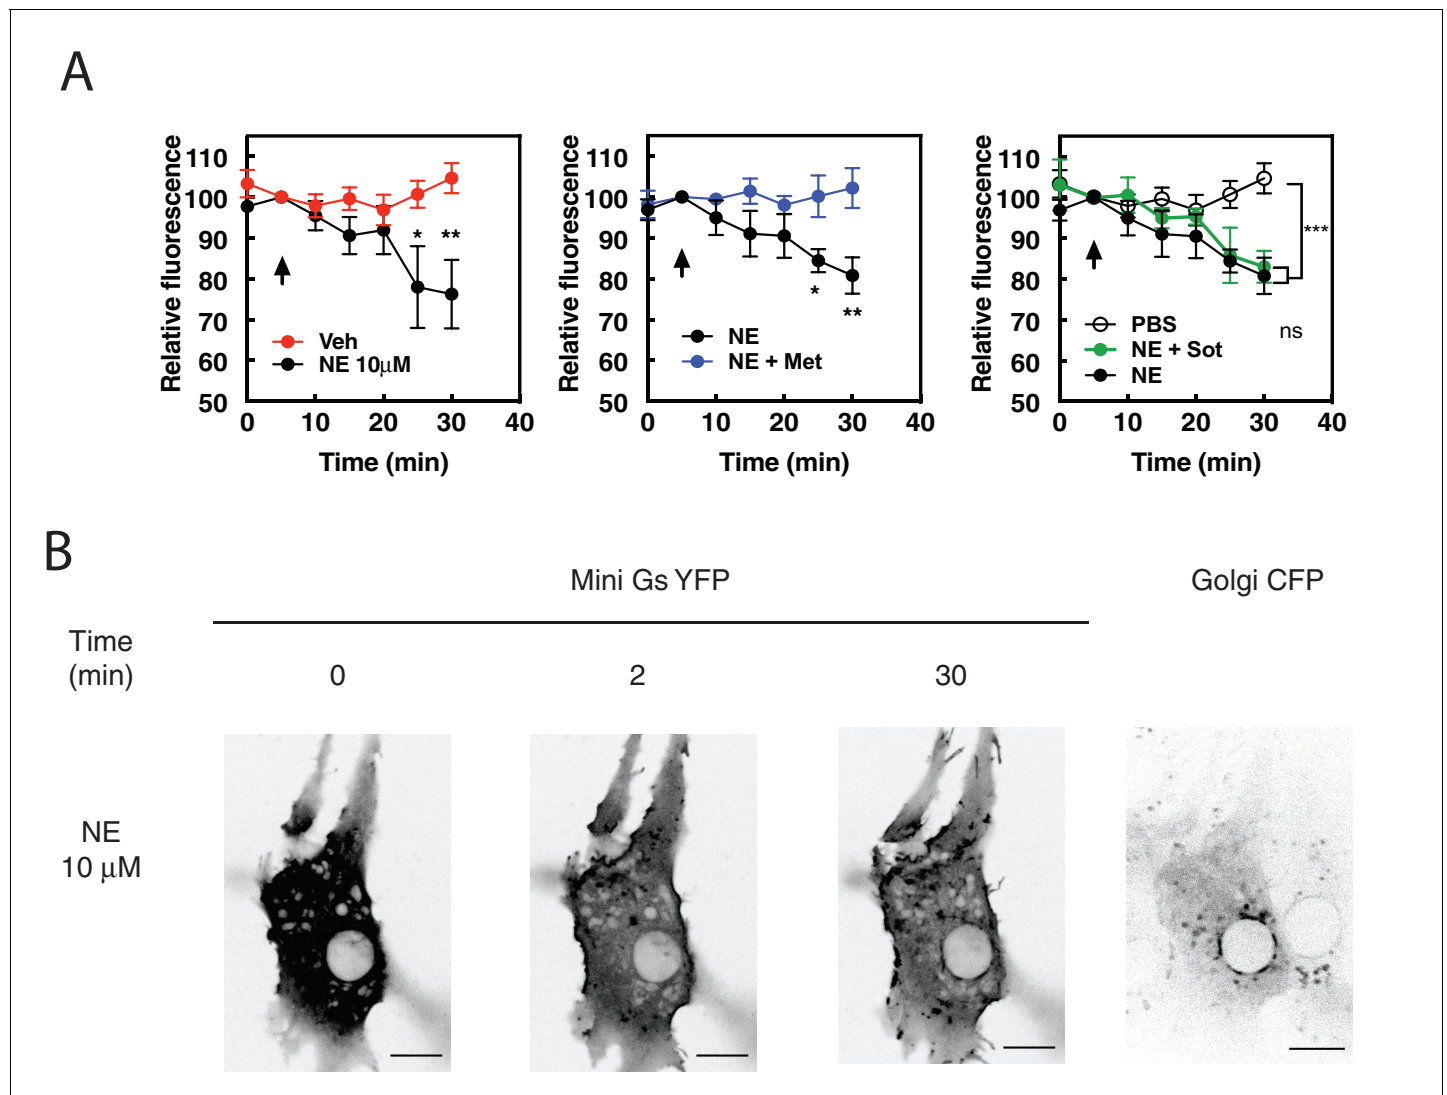 A
Relative fluorescence
110
100
90
80
70
60
50
* **
Veh
NE 10μM
0 10 20 30 40
Time (min)
Relative fluorescence
110
100
90
80
70
60
50
*
**
NE
NE + Met
0 10 20 30 40
Time (min)
Relative fluorescence
110
100
90
80
70
60
50
***
ns
PBS
NE + Sot
NE
0 10 20 30 40
Time (min)
B
Mini Gs YFP Golgi CFP
Time
(min)
0 2 30
NE
10 μM